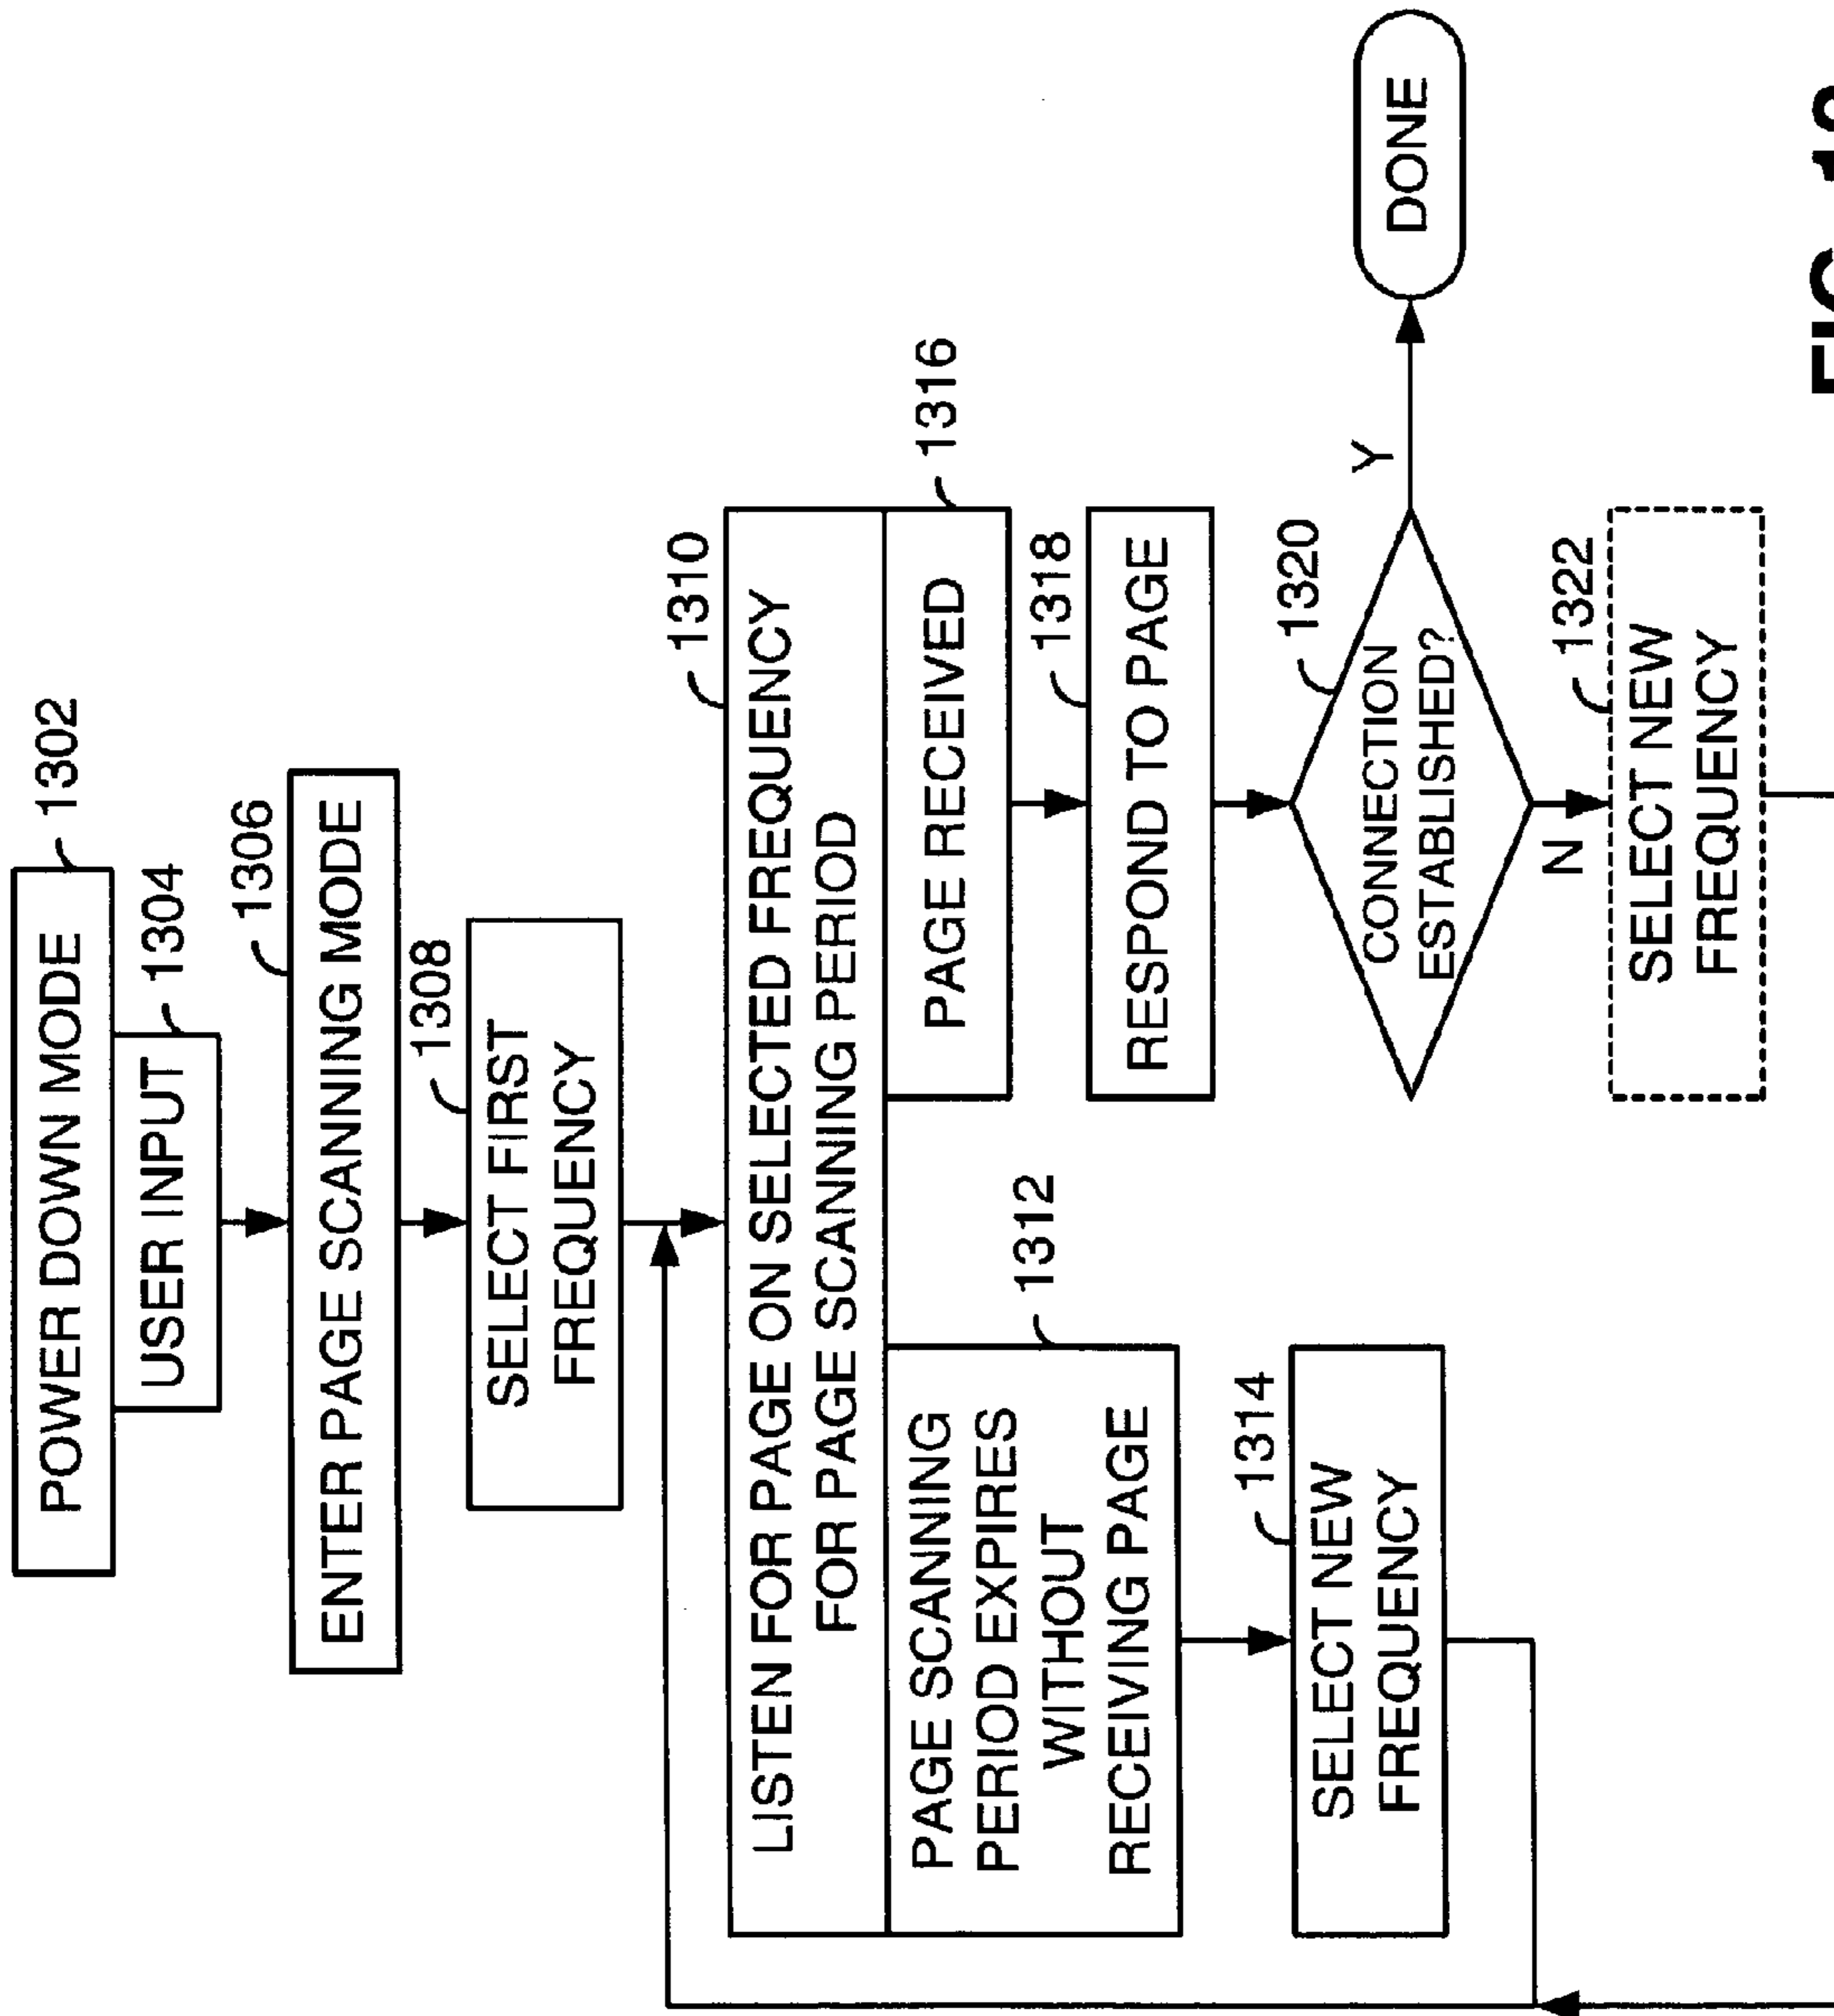 POWER DOWN MODE
1302
USER INPUT
1304
1306
ENTER PAGE SCANNING MODE
1308
SELECT FIRST
FREQUENCY
1310
LISTEN FOR PAGE ON SELECTED FREQUENCY
FOR PAGE SCANNING PERIOD
1312
PAGE SCANNING
PERIOD EXPIRES
WITHOUT
RECEIVING PAGE
1314
SELECT NEW
FREQUENCY
1316
PAGE RECEIVED
1318
RESPOND TO PAGE
1320
CONNECTION
ESTABLISHED?
Y
DONE
N
1322
SELECT NEW
FREQUENCY